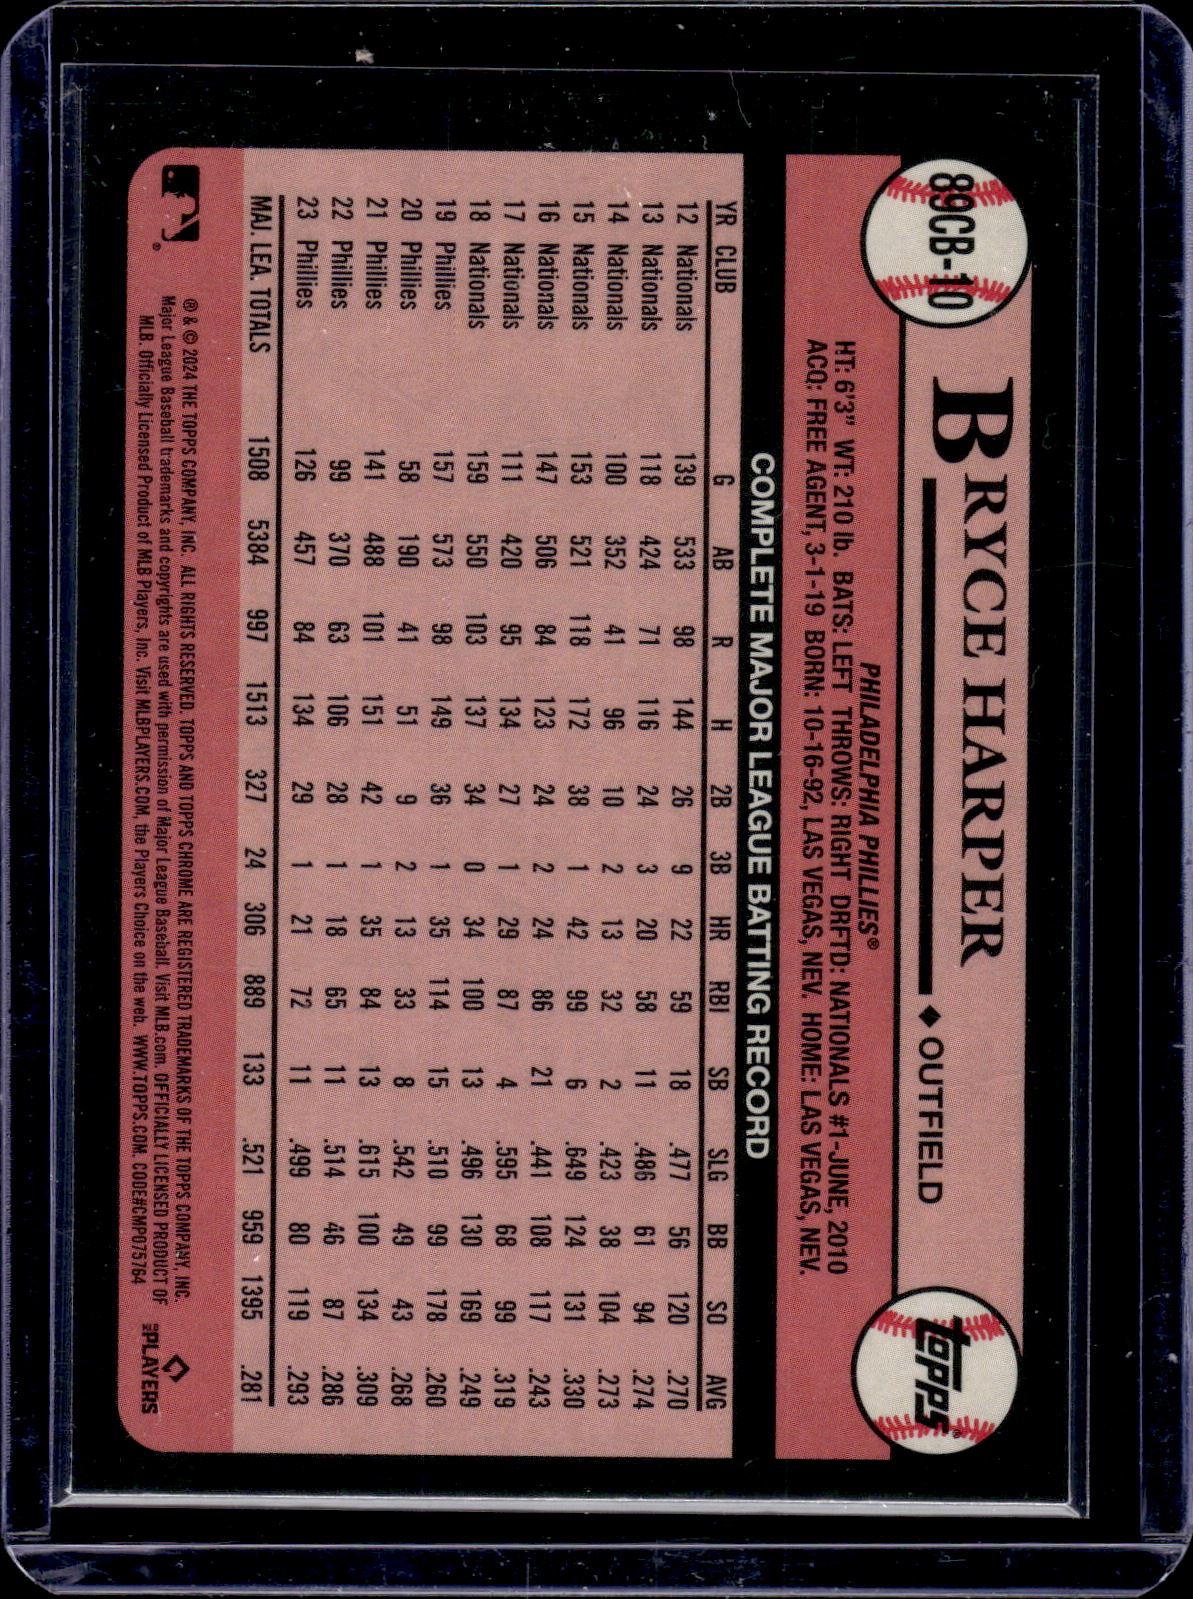 89CB-10
BRYCE HARPER
◆ OUTFIELD
topps®
PHILADELPHIA PHILLIES®
HT: 6'3" WT: 210 lb. BATS: LEFT THROWS: RIGHT DRFTD: NATIONALS #1-JUNE, 2010
ACQ: FREE AGENT, 3-1-19 BORN: 10-16-92, LAS VEGAS, NEV. HOME: LAS VEGAS, NEV.
COMPLETE MAJOR LEAGUE BATTING RECORD
YR CLUB G AB R H 2B 3B HR RBI SB SLG BB SO AVG
12 Nationals 139 533 98 144 26 9 22 59 18 .477 56 120 .270
13 Nationals 118 424 71 116 24 3 20 58 11 .486 61 94 .274
14 Nationals 100 352 41 96 10 2 13 32 2 .423 38 104 .273
15 Nationals 153 521 118 172 38 1 42 99 6 .649 124 131 .330
16 Nationals 147 506 84 123 24 2 24 86 21 .441 108 117 .243
17 Nationals 111 420 95 134 27 1 29 87 4 .595 68 99 .319
18 Nationals 159 550 103 137 34 0 34 100 13 .496 130 169 .249
19 Phillies 157 573 98 149 36 1 35 114 15 .510 99 178 .260
20 Phillies 58 190 41 51 9 2 13 33 8 .542 49 43 .268
21 Phillies 141 488 101 151 42 1 35 84 13 .615 100 134 .309
22 Phillies 99 370 63 106 28 1 18 65 11 .514 46 87 .286
23 Phillies 126 457 84 134 29 1 21 72 11 .499 80 119 .293
MAJ. LEA. TOTALS 1508 5384 997 1513 327 24 306 889 133 .521 959 1395 .281
® & © 2024 THE TOPPS COMPANY, INC. ALL RIGHTS RESERVED. TOPPS AND TOPPS CHROME ARE REGISTERED TRADEMARKS OF THE TOPPS COMPANY, INC.
Major League Baseball trademarks and copyrights are used with permission of Major League Baseball. Visit MLB.com. OFFICIALLY LICENSED PRODUCT OF
MLB. Officially Licensed Product of MLB Players, Inc. Visit MLBPLAYERS.COM, the Players Choice on the web. WWW.TOPPS.COM. CODE#CMP075764
MLB PLAYERS